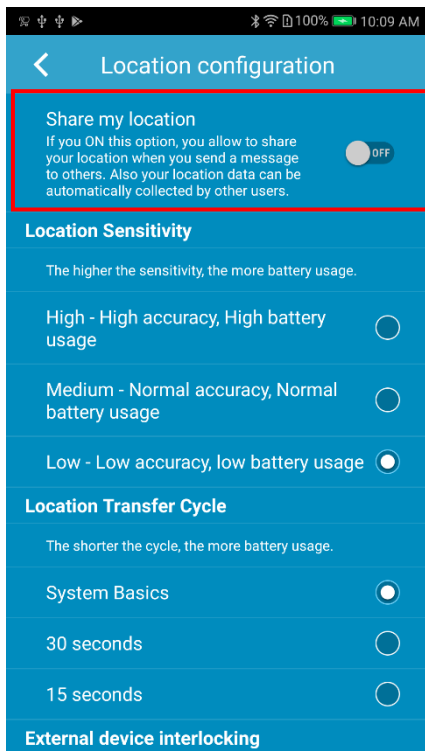 100% 10:09 AM
Location configuration
Share my location
If you ON this option, you allow to share
your location when you send a message
to others. Also your location data can be
automatically collected by other users.
OFF
Location Sensitivity
The higher the sensitivity, the more battery usage.
High - High accuracy, High battery
usage
Medium - Normal accuracy, Normal
battery usage
Low - Low accuracy, low battery usage
Location Transfer Cycle
The shorter the cycle, the more battery usage.
System Basics
30 seconds
15 seconds
External device interlocking